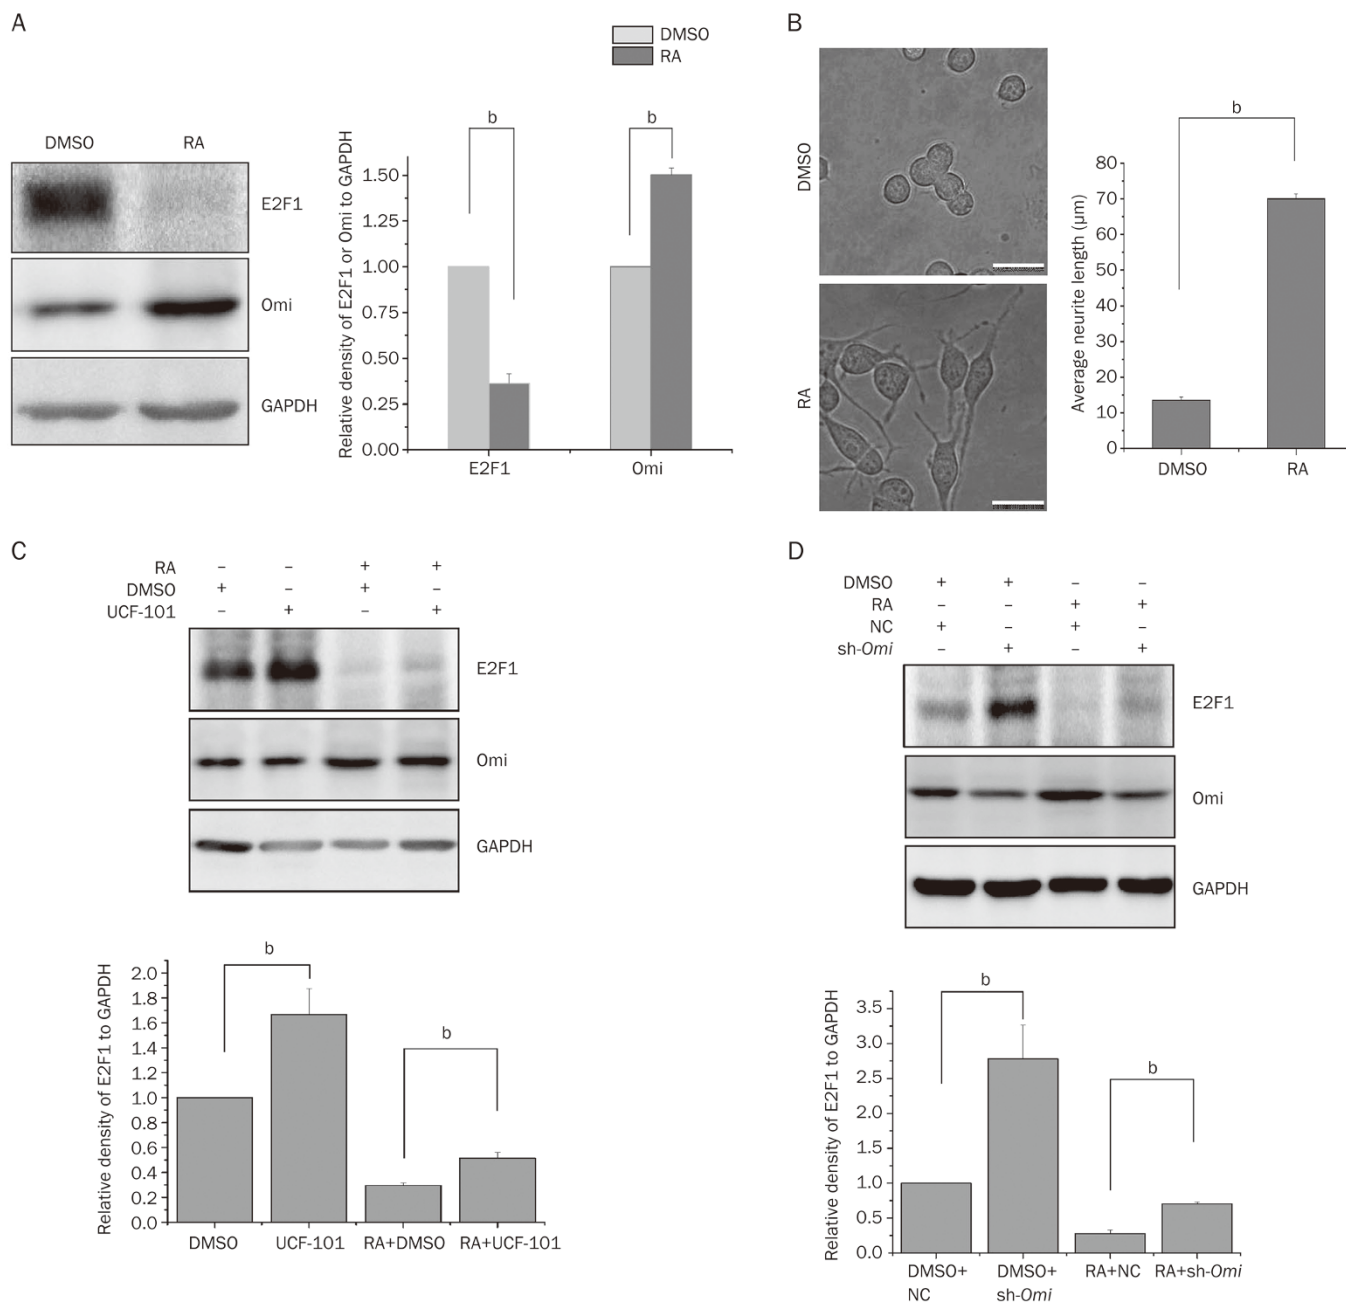 A
DMSO
RA
DMSO
RA
E2F1
Omi
GAPDH
Relative density of E2F1 or Omi to GAPDH
1.50
1.25
1.00
0.75
0.50
0.25
0.00
b
b
E2F1
Omi
B
DMSO
RA
Average neurite length (µm)
80
70
60
50
40
30
20
10
0
b
DMSO
RA
C
RA – – + +
DMSO + – + –
UCF-101 – + – +
E2F1
Omi
GAPDH
Relative density of E2F1 to GAPDH
2.0
1.8
1.6
1.4
1.2
1.0
0.8
0.6
0.4
0.2
0.0
b
b
DMSO
UCF-101
RA+DMSO
RA+UCF-101
D
DMSO + + – –
RA – – + +
NC + – + –
sh-Omi – + – +
E2F1
Omi
GAPDH
Relative density of E2F1 to GAPDH
3.5
3.0
2.5
2.0
1.5
1.0
0.5
0.0
b
b
DMSO+
NC
DMSO+
sh-Omi
RA+NC
RA+sh-Omi